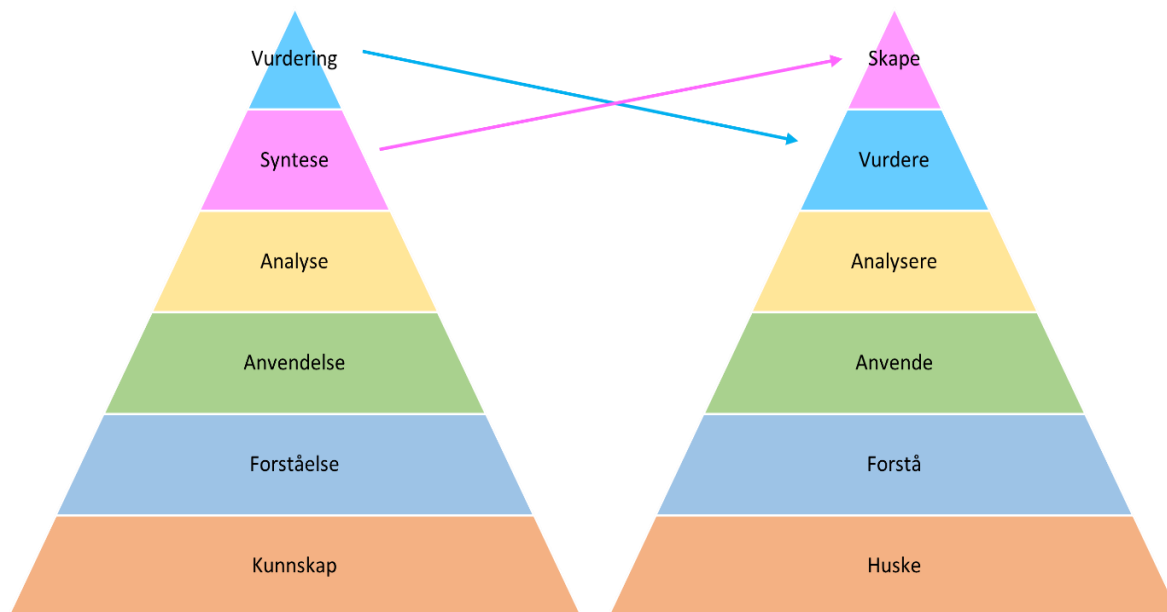 Vurdering
Syntese
Analyse
Anvendelse
Forståelse
Kunnskap
Skape
Vurdere
Analysere
Anvende
Forstå
Huske